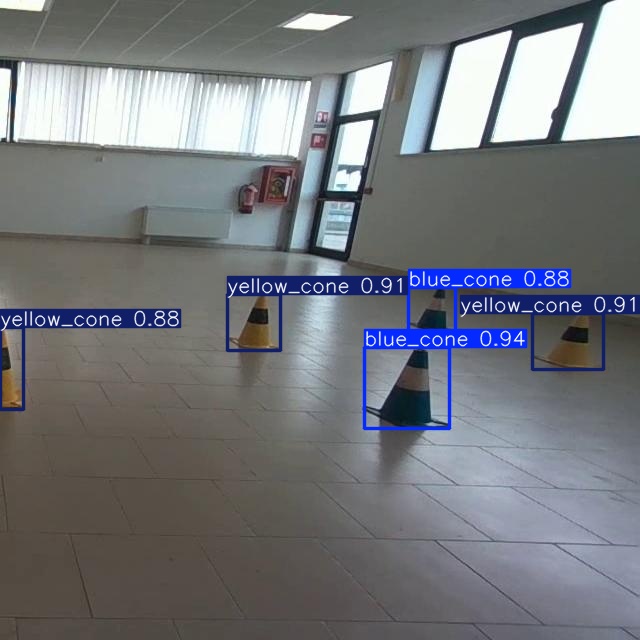 blue_cone 0.88
yellow_cone 0.91
yellow_cone 0.91
yellow_cone 0.88
blue_cone 0.94